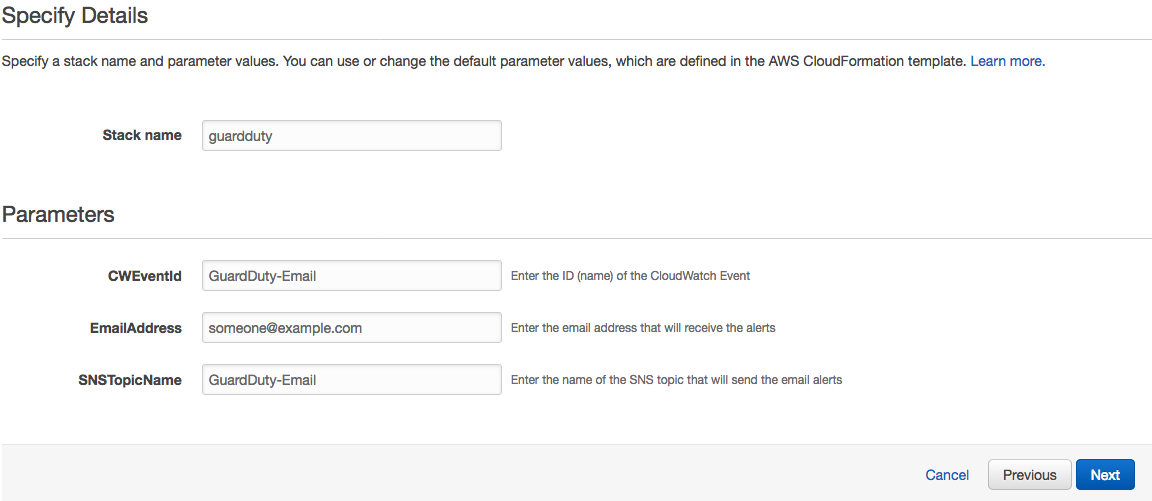 Specify Details
Specify a stack name and parameter values. You can use or change the default parameter values, which are defined in the AWS CloudFormation template. Learn more.
Stack name guardduty
Parameters
CWEventId GuardDuty-Email Enter the ID (name) of the CloudWatch Event
EmailAddress someone@example.com Enter the email address that will receive the alerts
SNSTopicName GuardDuty-Email Enter the name of the SNS topic that will send the email alerts
Cancel Previous Next